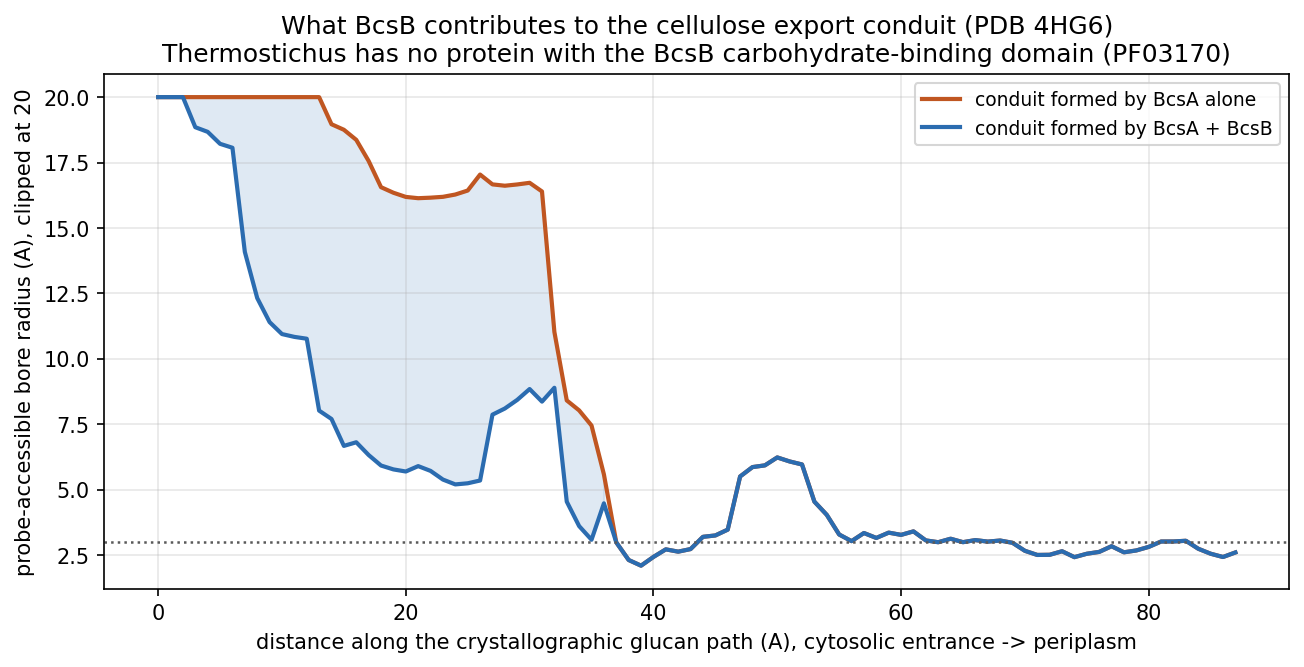 What BcsB contributes to the cellulose export conduit (PDB 4HG6)
Thermostichus has no protein with the BcsB carbohydrate-binding domain (PF03170)
probe-accessible bore radius (A), clipped at 20
20.0
17.5
15.0
12.5
10.0
7.5
5.0
2.5
conduit formed by BcsA alone
conduit formed by BcsA + BcsB
0
20
40
60
80
distance along the crystallographic glucan path (A), cytosolic entrance -> periplasm